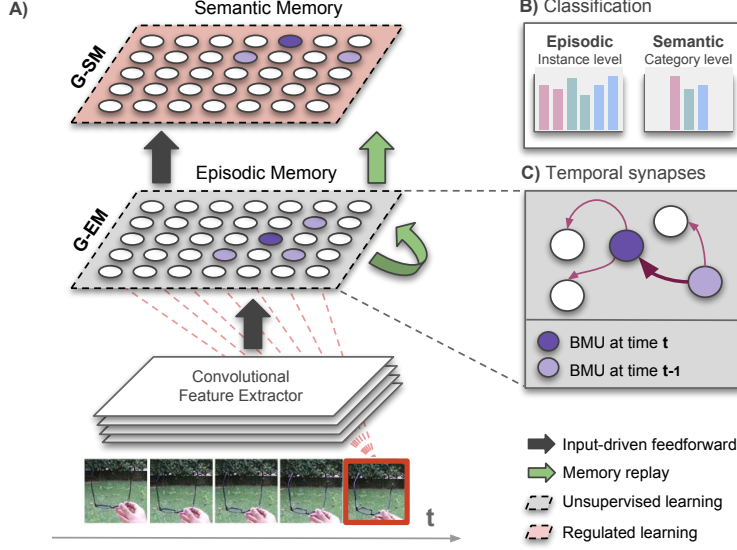 A)
Semantic Memory
G-SM
Episodic Memory
G-EM
Convolutional
Feature Extractor
t
B) Classification
Episodic
Instance level
Semantic
Category level
C) Temporal synapses
BMU at time t
BMU at time t-1
Input-driven feedforward
Memory replay
Unsupervised learning
Regulated learning